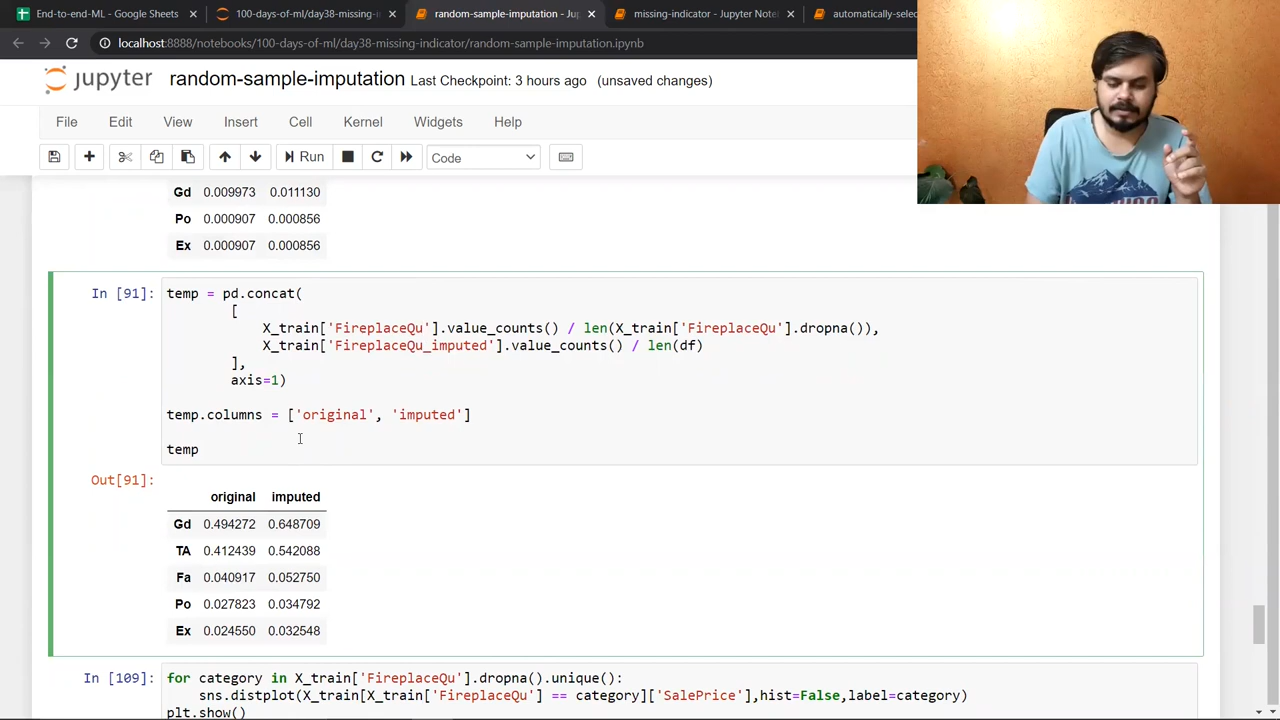 End-to-end-ML - Google Sheets
100-days-of-ml/day38-missing-i
random-sample-imputation - Jup
missing-indicator - Jupyter Note
automatically-selec
localhost:8888/notebooks/100-days-of-ml/day38-missing-indicator/random-sample-imputation.ipynb
jupyter random-sample-imputation Last Checkpoint: 3 hours ago (unsaved changes)
File Edit View Insert Cell Kernel Widgets Help
Run Code
Gd 0.009973 0.011130
Po 0.000907 0.000856
Ex 0.000907 0.000856
In [91]: temp = pd.concat(
[
X_train['FireplaceQu'].value_counts() / len(X_train['FireplaceQu'].dropna()),
X_train['FireplaceQu_imputed'].value_counts() / len(df)
],
axis=1)
temp.columns = ['original', 'imputed']
temp
Out[91]:
original imputed
Gd 0.494272 0.648709
TA 0.412439 0.542088
Fa 0.040917 0.052750
Po 0.027823 0.034792
Ex 0.024550 0.032548
In [109]: for category in X_train['FireplaceQu'].dropna().unique():
sns.distplot(X_train[X_train['FireplaceQu'] == category]['SalePrice'],hist=False,label=category)
plt.show()